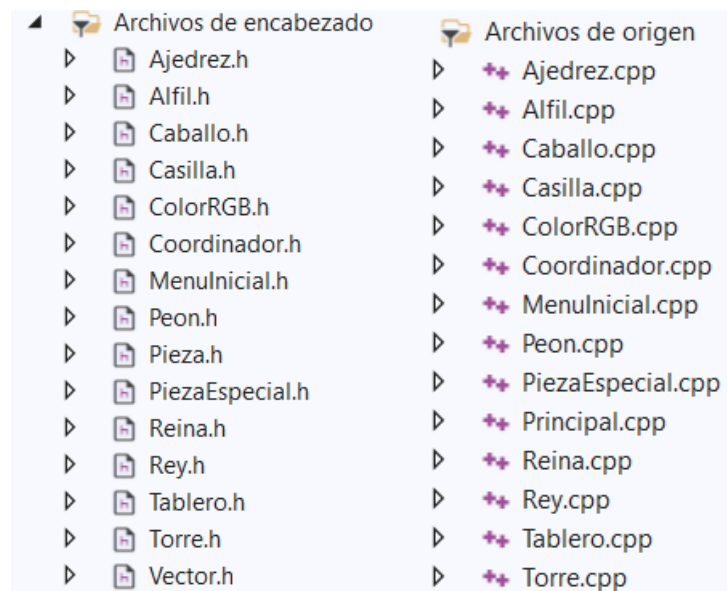 Archivos de encabezado
Ajedrez.h
Alfil.h
Caballo.h
Casilla.h
ColorRGB.h
Coordinador.h
MenuInicial.h
Peon.h
Pieza.h
PiezaEspecial.h
Reina.h
Rey.h
Tablero.h
Torre.h
Vector.h
Archivos de origen
Ajedrez.cpp
Alfil.cpp
Caballo.cpp
Casilla.cpp
ColorRGB.cpp
Coordinador.cpp
MenuInicial.cpp
Peon.cpp
PiezaEspecial.cpp
Principal.cpp
Reina.cpp
Rey.cpp
Tablero.cpp
Torre.cpp